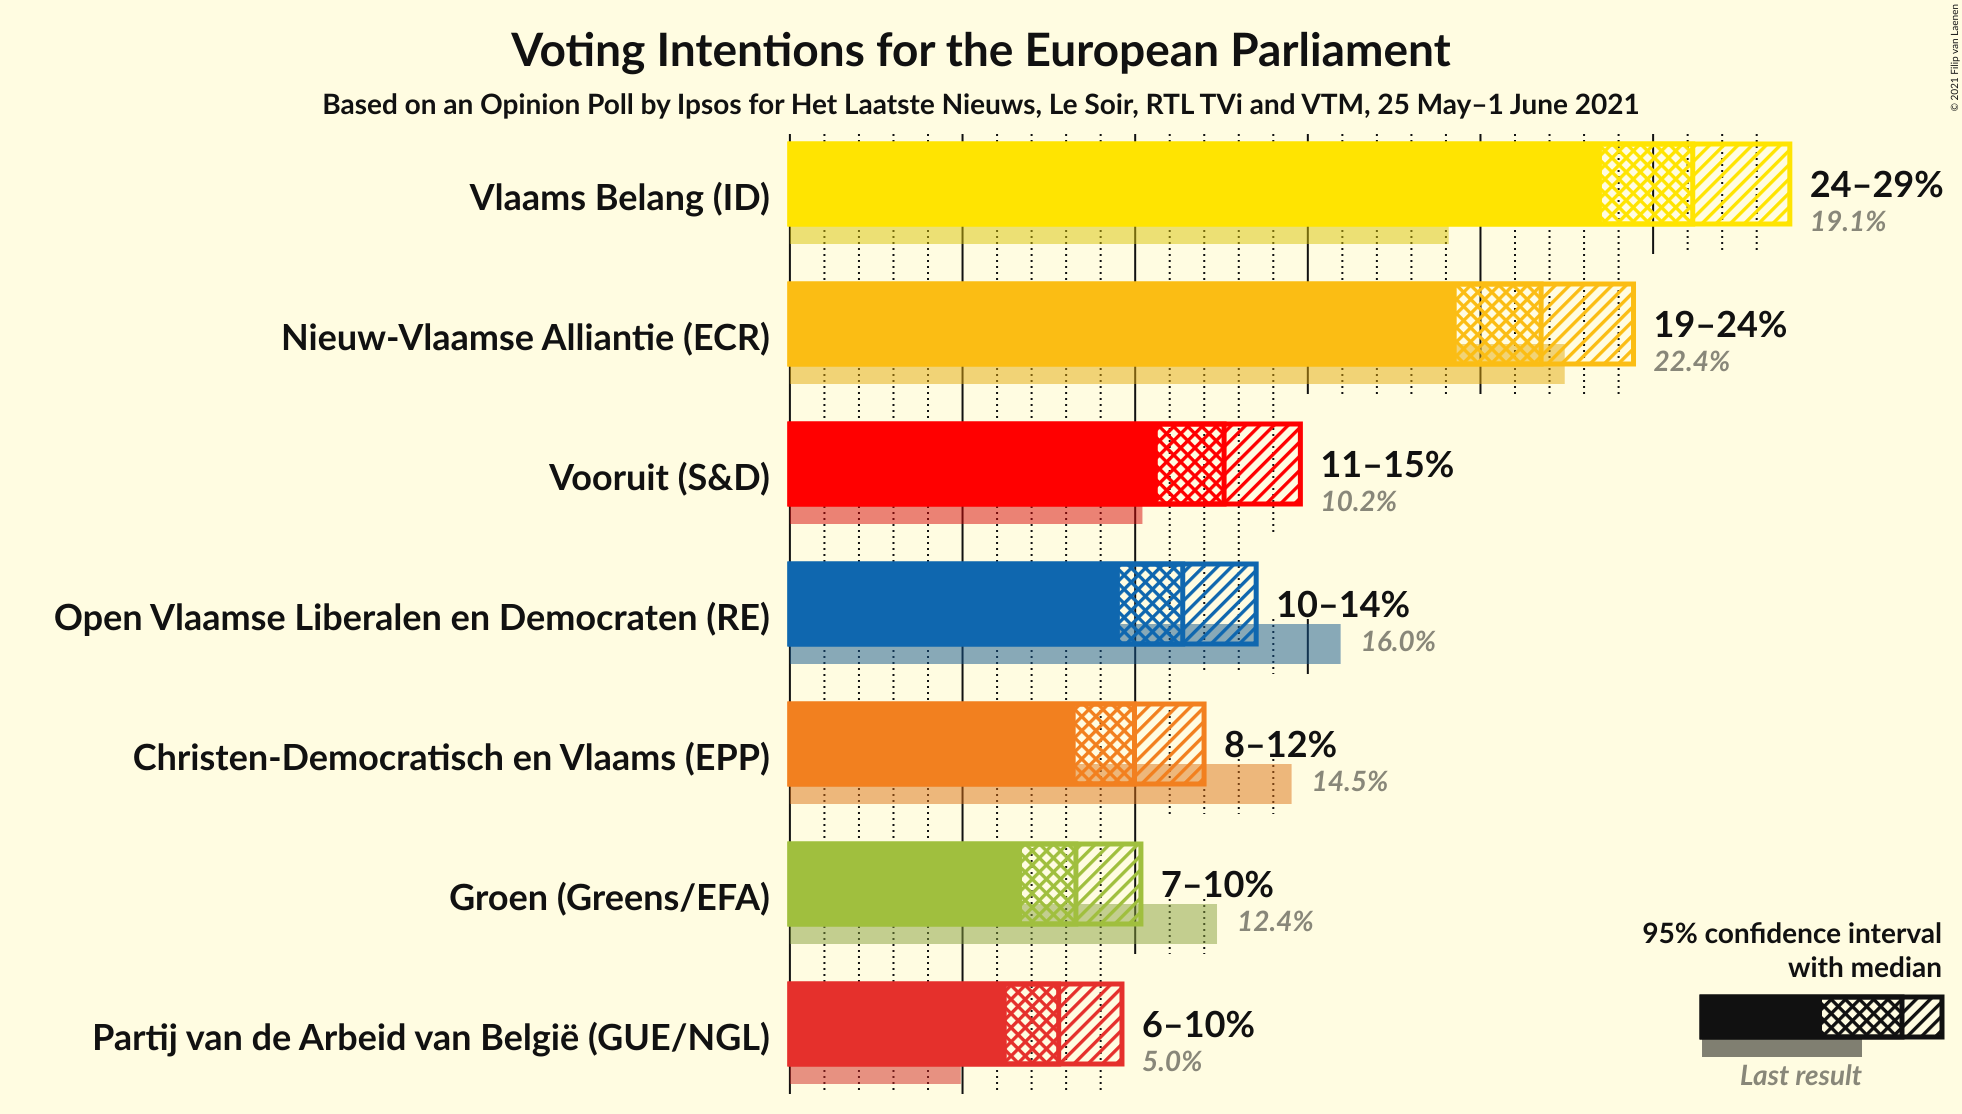 Voting Intentions for the European Parliament
Based on an Opinion Poll by Ipsos for Het Laatste Nieuws, Le Soir, RTL TVi and VTM, 25 May–1 June 2021
© 2021 Filip van Laenen
Vlaams Belang (ID)
24–29%
19.1%
Nieuw-Vlaamse Alliantie (ECR)
19–24%
22.4%
Vooruit (S&D)
11–15%
10.2%
Open Vlaamse Liberalen en Democraten (RE)
10–14%
16.0%
Christen-Democratisch en Vlaams (EPP)
8–12%
14.5%
Groen (Greens/EFA)
7–10%
12.4%
Partij van de Arbeid van België (GUE/NGL)
6–10%
5.0%
95% confidence interval
with median
Last result